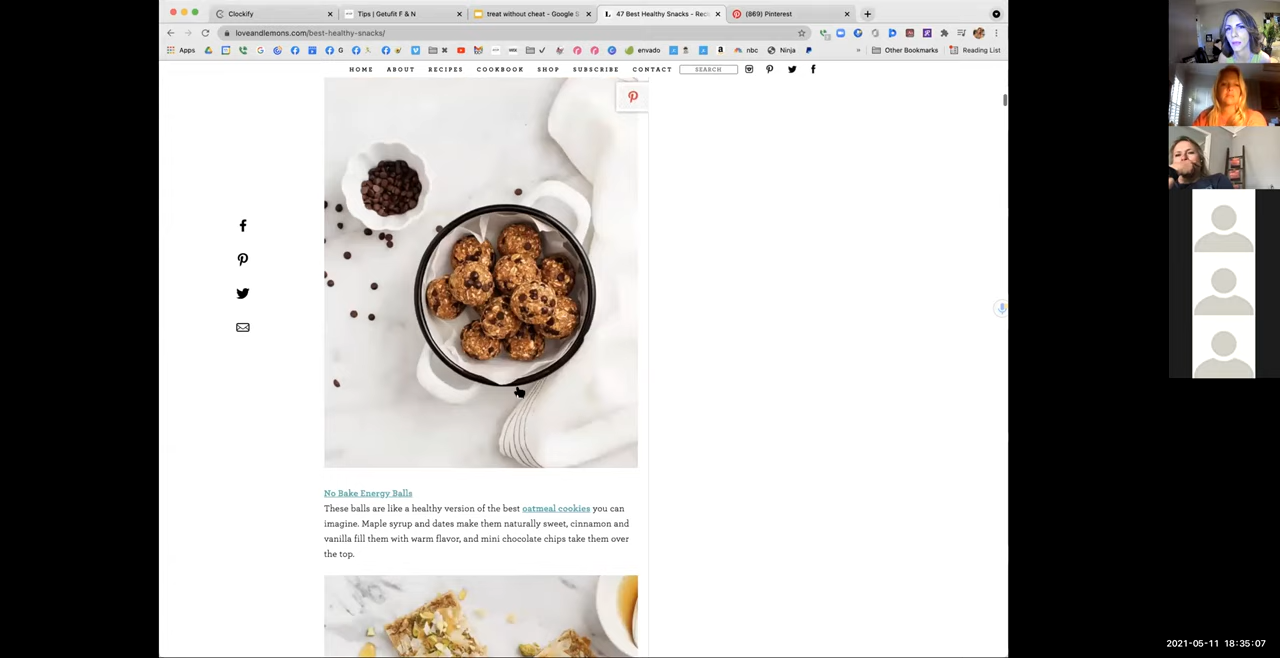 Clockify
Tips | Getufit F & N
treat without cheat - Google S
47 Best Healthy Snacks - Rec
(869) Pinterest
loveandlemons.com/best-healthy-snacks/
Apps
G
envado
nbc
Ninja
Other Bookmarks
Reading List
HOME ABOUT RECIPES COOKBOOK SHOP SUBSCRIBE CONTACT SEARCH
No Bake Energy Balls
These balls are like a healthy version of the best oatmeal cookies you can
imagine. Maple syrup and dates make them naturally sweet, cinnamon and
vanilla fill them with warm flavor, and mini chocolate chips take them over
the top.
2021-05-11 18:35:07